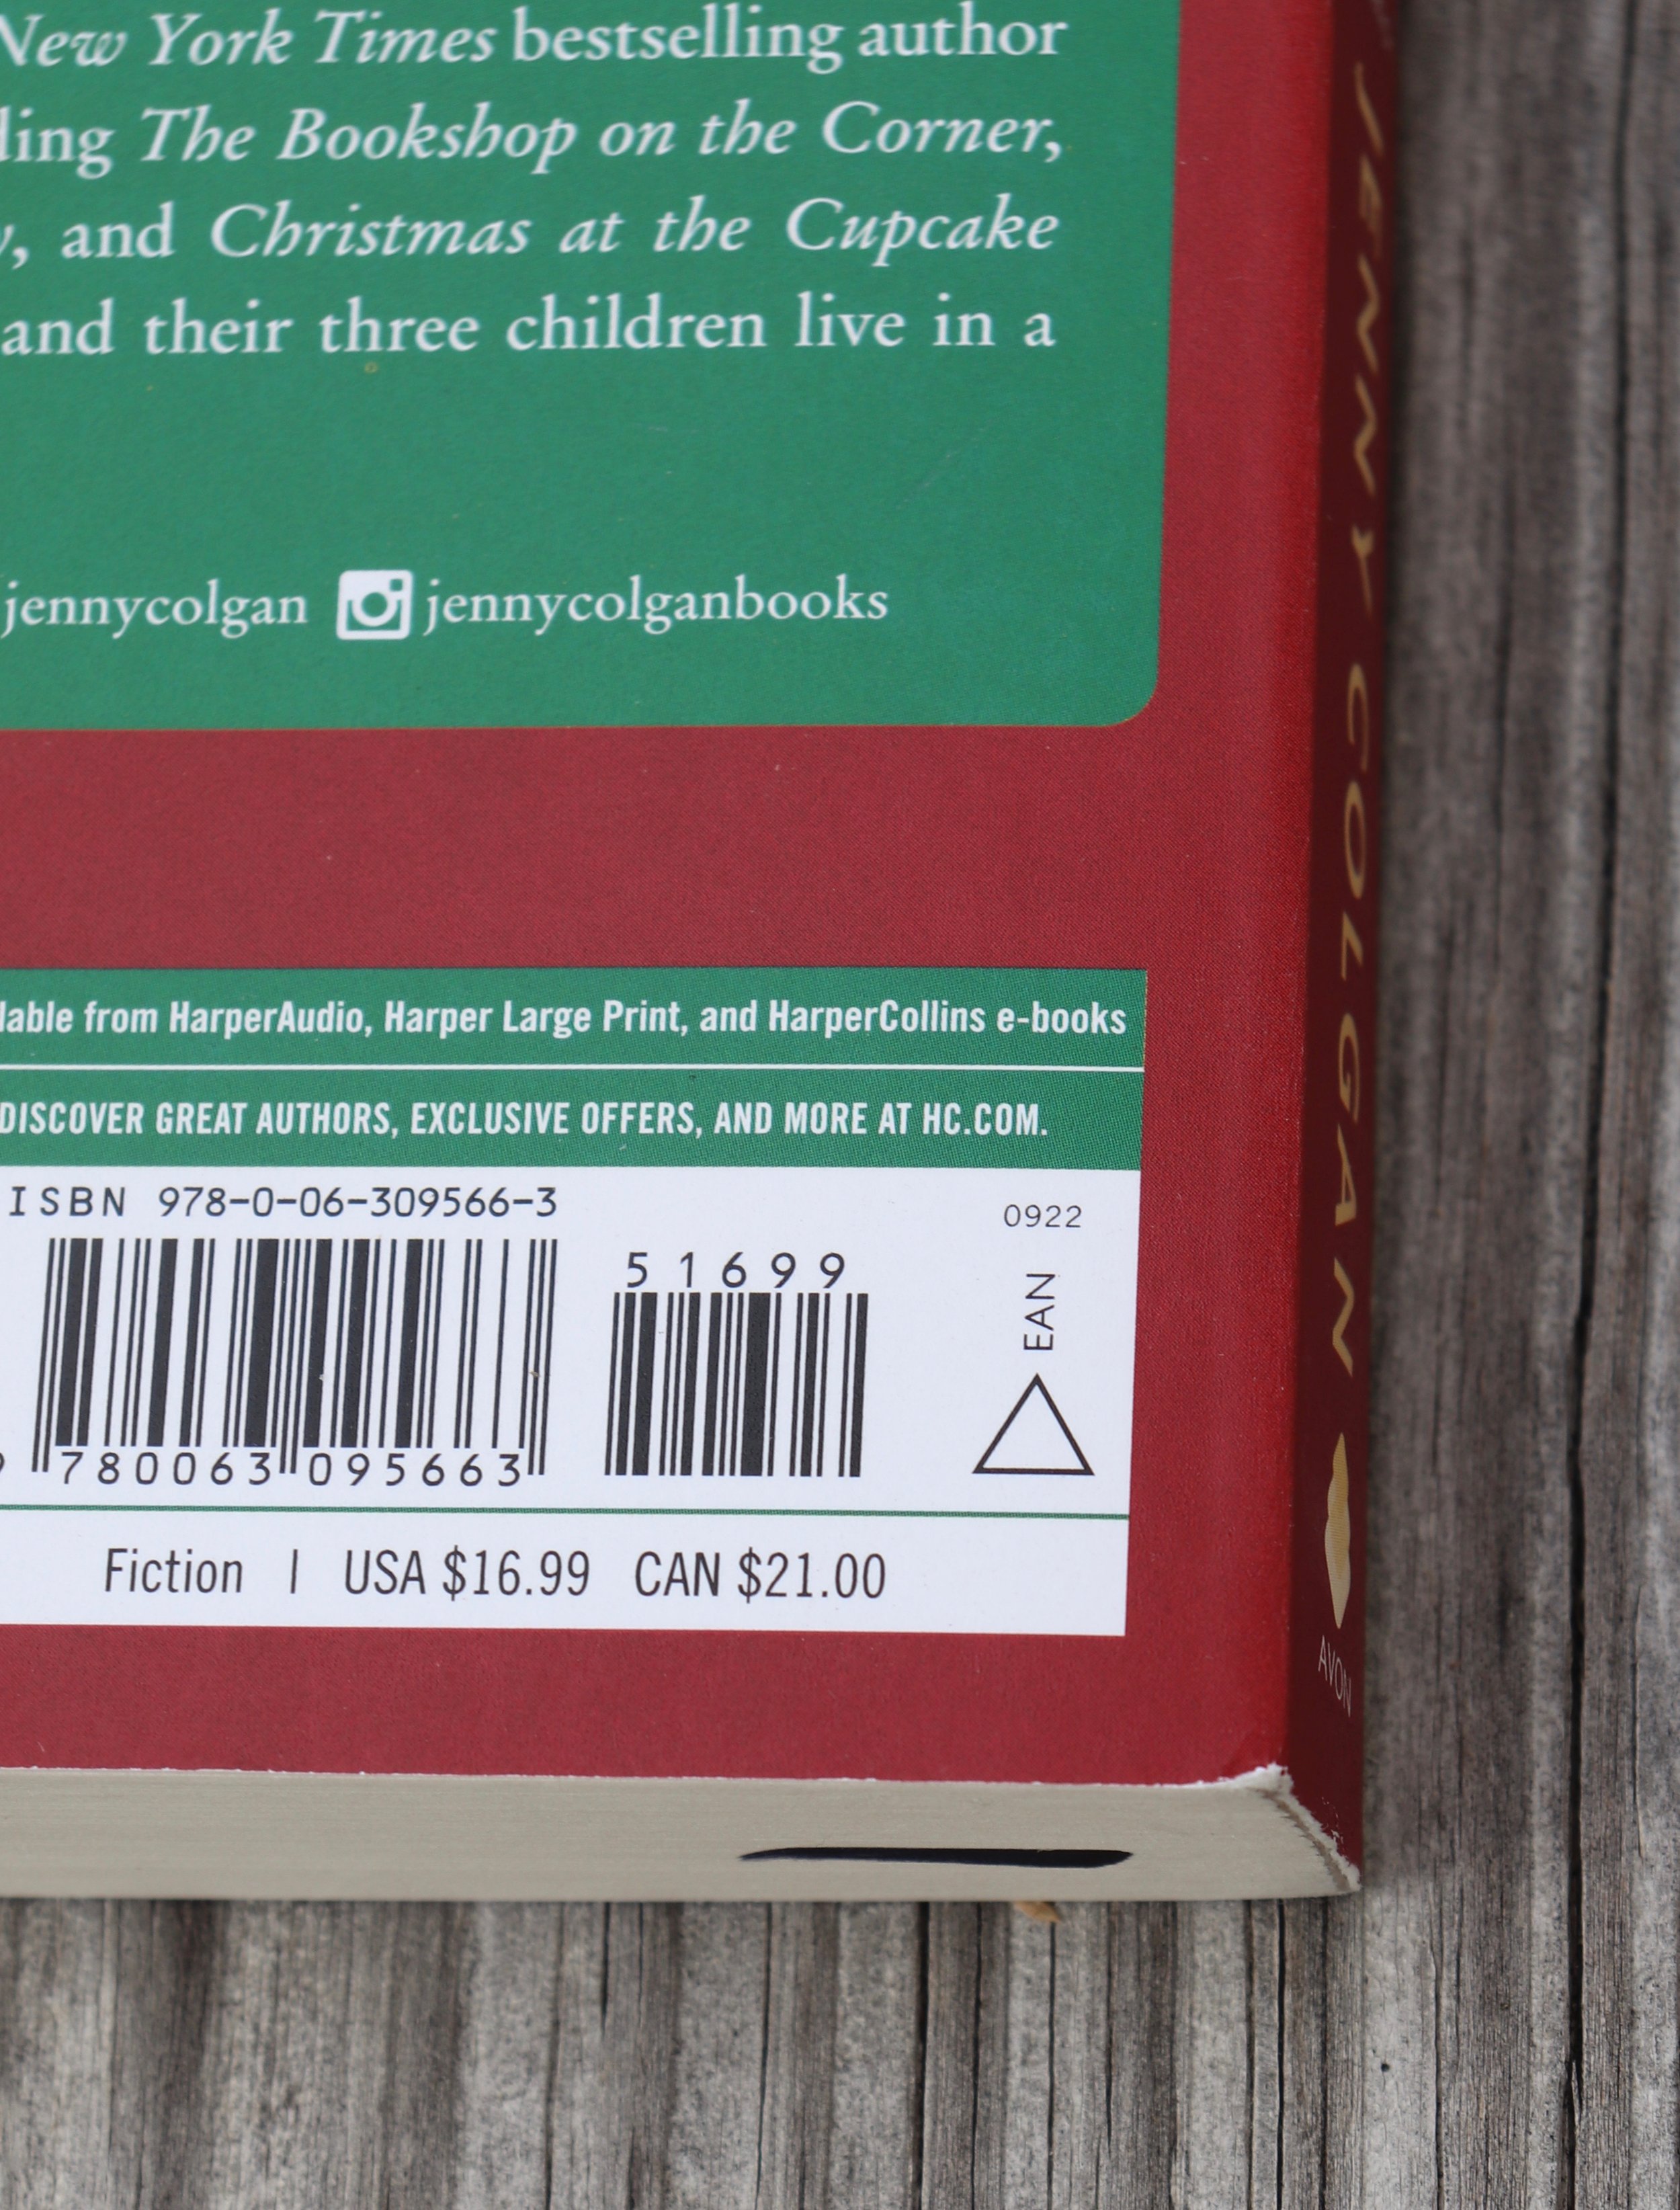 New York Times bestselling author
ding The Bookshop on the Corner,
, and Christmas at the Cupcake
and their three children live in a
jennycolgan jennycolganbooks
lable from HarperAudio, Harper Large Print, and HarperCollins e-books
DISCOVER GREAT AUTHORS, EXCLUSIVE OFFERS, AND MORE AT HC.COM.
ISBN 978-0-06-309566-3
0922
51699
EAN
9 780063 095663
Fiction | USA $16.99 CAN $21.00
JENNY COLGAN
AVON